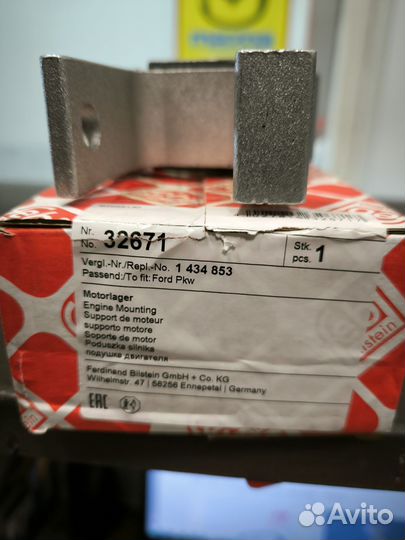 Nr.
No. 32671
Stk.
pcs. 1
Vergl.-Nr./Repl.-No. 1 434 853
Passend:/To fit: Ford Pkw
Motorlager
Engine Mounting
Support de moteur
supporto motore
Soporte de motor
Poduszka silnika
подушка двигателя
Ferdinand Bilstein GmbH + Co. KG
Wilhelmstr. 47 | 58256 Ennepetal | Germany
EAC
bilstein
Avito